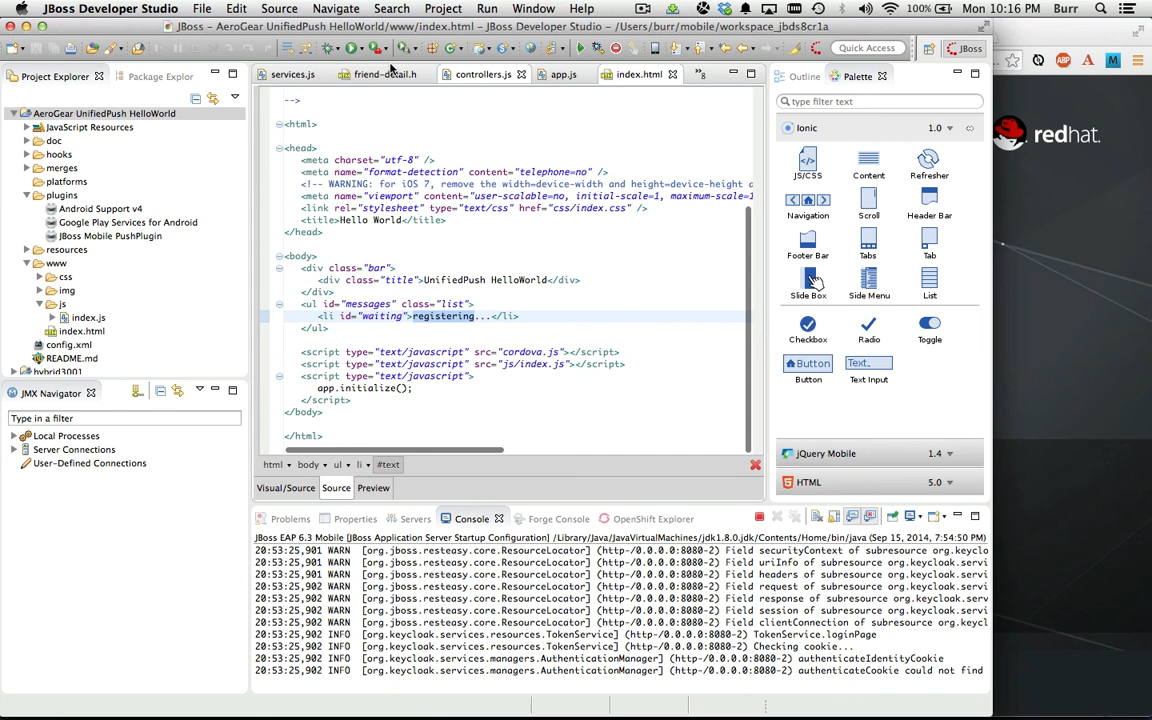 JBoss Developer Studio File Edit Navigate Search Project Run Window Help 100% Mon 10:16 PM Burr
JBoss - AeroGear UnifiedPush HelloWorld/www/index.html - JBoss Developer Studio - /Users/burr/mobile/workspace_jbds8cr1a
Quick Access JBoss
Project Explorer Package Explorer
services.js friend-detail.h controllers.js app.js index.html »8
Outline Palette
AeroGear UnifiedPush HelloWorld
JavaScript Resources
doc
hooks
merges
platforms
plugins
Android Support v4
Google Play Services for Android
JBoss Mobile PushPlugin
resources
www
css
img
js
index.js
index.html
config.xml
README.md
hybrid3001
JMX Navigator
Type in a filter
Local Processes
Server Connections
User-Defined Connections
-->
<html>
<head>
<meta charset="utf-8" />
<meta name="format-detection" content="telephone=no" />
<!-- WARNING: for iOS 7, remove the width=device-width and height=device-height a
<meta name="viewport" content="user-scalable=no, initial-scale=1, maximum-scale=1
<link rel="stylesheet" type="text/css" href="css/index.css" />
<title>Hello World</title>
</head>
<body>
<div class="bar">
<div class="title">UnifiedPush HelloWorld</div>
</div>
<ul id="messages" class="list">
<li id="waiting">registering...</li>
</ul>
<script type="text/javascript" src="cordova.js"></script>
<script type="text/javascript" src="js/index.js"></script>
<script type="text/javascript">
app.initialize();
</script>
</body>
</html>
html body ul li #text
Visual/Source Source Preview
type filter text
Ionic 1.0
JS/CSS Content Refresher
Navigation Scroll Header Bar
Footer Bar Tabs Tab
Slide Box Side Menu List
Checkbox Radio Toggle
Button Text_
Button Text Input
jQuery Mobile 1.4
HTML 5.0
redhat.
Problems Properties Servers Console Forge Console OpenShift Explorer
JBoss EAP 6.3 Mobile [JBoss Application Server Startup Configuration] /Library/Java/JavaVirtualMachines/jdk1.8.0.jdk/Contents/Home/bin/java (Sep 15, 2014, 7:54:50 PM)
20:53:25,901 WARN [org.jboss.resteasy.core.ResourceLocator] (http-/0.0.0.0:8080-2) Field securityContext of subresource org.keyclo
20:53:25,901 WARN [org.jboss.resteasy.core.ResourceLocator] (http-/0.0.0.0:8080-2) Field uriInfo of subresource org.keycloak.servi
20:53:25,901 WARN [org.jboss.resteasy.core.ResourceLocator] (http-/0.0.0.0:8080-2) Field headers of subresource org.keycloak.servi
20:53:25,902 WARN [org.jboss.resteasy.core.ResourceLocator] (http-/0.0.0.0:8080-2) Field request of subresource org.keycloak.servi
20:53:25,902 WARN [org.jboss.resteasy.core.ResourceLocator] (http-/0.0.0.0:8080-2) Field response of subresource org.keycloak.serv
20:53:25,902 WARN [org.jboss.resteasy.core.ResourceLocator] (http-/0.0.0.0:8080-2) Field session of subresource org.keycloak.servi
20:53:25,902 WARN [org.jboss.resteasy.core.ResourceLocator] (http-/0.0.0.0:8080-2) Field clientConnection of subresource org.keycl
20:53:25,902 INFO [org.keycloak.services.resources.TokenService] (http-/0.0.0.0:8080-2) TokenService.loginPage
20:53:25,902 INFO [org.keycloak.services.resources.TokenService] (http-/0.0.0.0:8080-2) Checking cookie...
20:53:25,902 INFO [org.keycloak.services.managers.AuthenticationManager] (http-/0.0.0.0:8080-2) authenticateIdentityCookie
20:53:25,902 INFO [org.keycloak.services.managers.AuthenticationManager] (http-/0.0.0.0:8080-2) authenticateCookie could not find